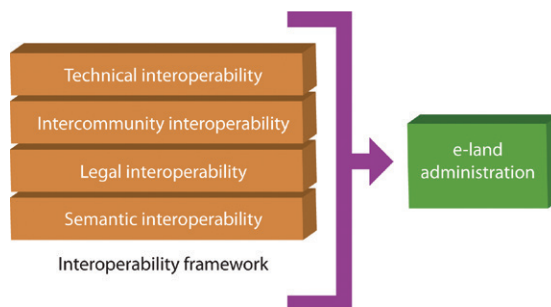 Technical interoperability
Intercommunity interoperability
Legal interoperability
Semantic interoperability
Interoperability framework
e-land
administration